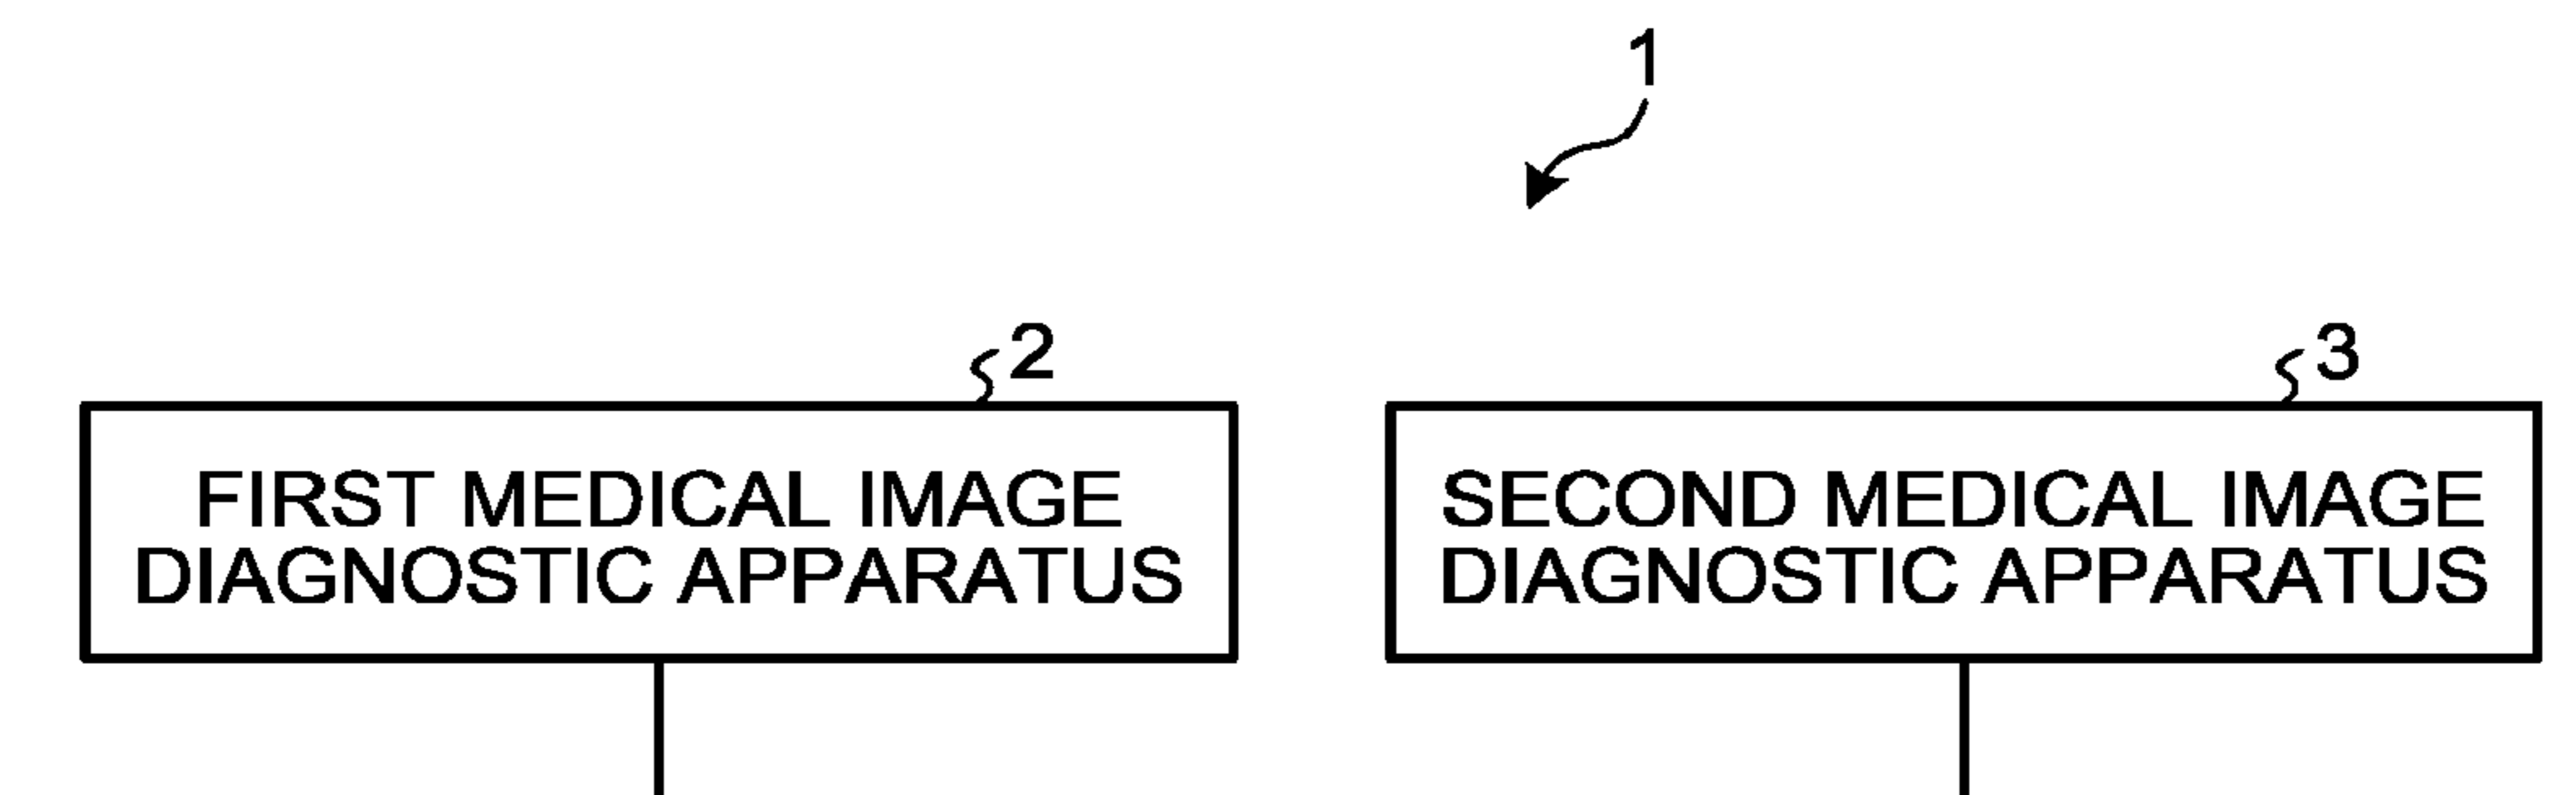 1
2
3
FIRST MEDICAL IMAGE
DIAGNOSTIC APPARATUS
SECOND MEDICAL IMAGE
DIAGNOSTIC APPARATUS